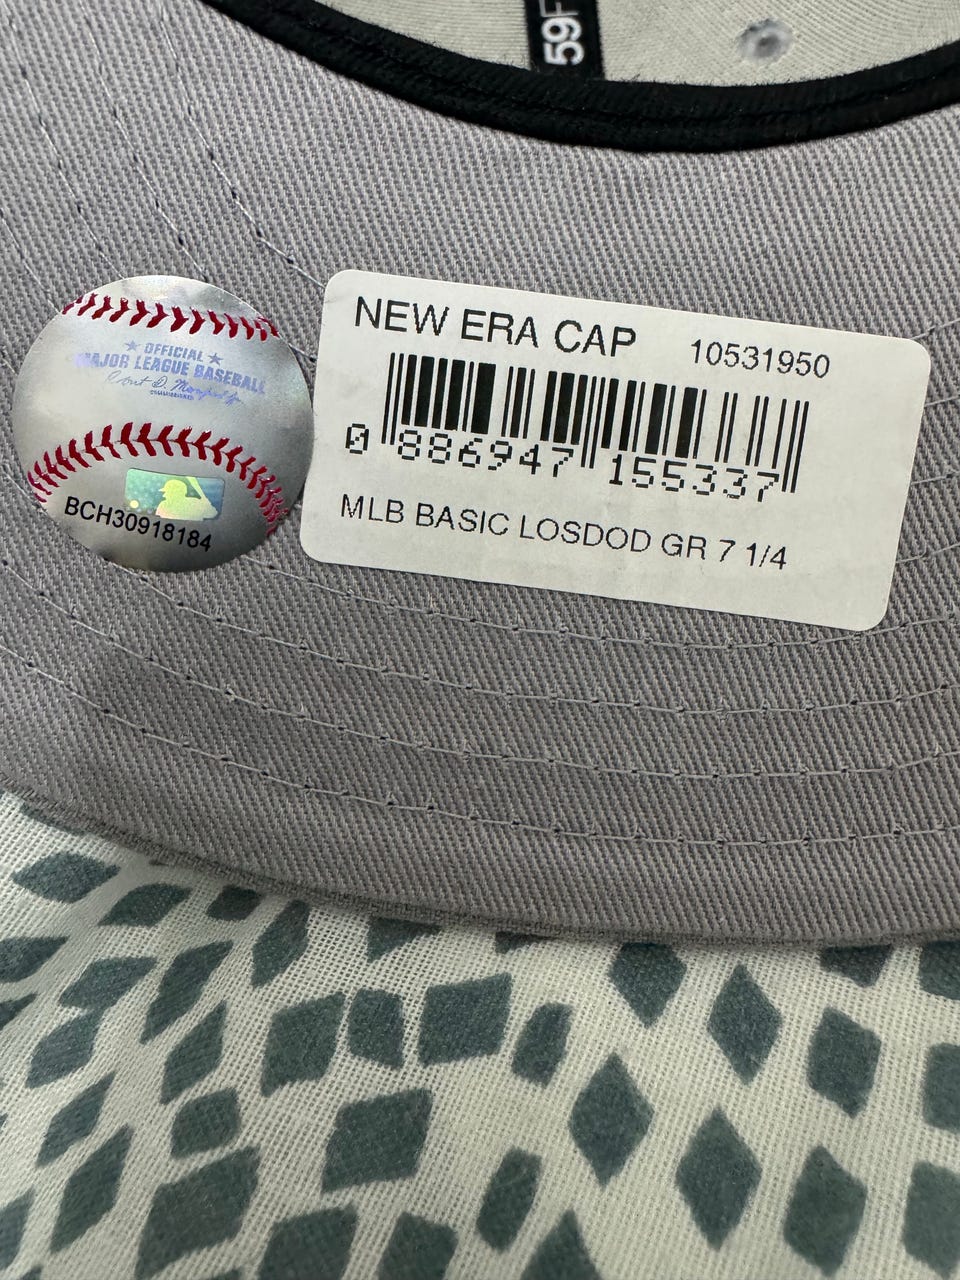 59F
★ OFFICIAL ★
MAJOR LEAGUE BASEBALL
COMMISSIONER
BCH30918184
NEW ERA CAP 10531950
0 886947 155337
MLB BASIC LOSDOD GR 7 1/4